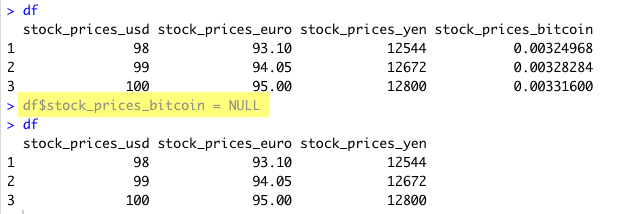 > df
  stock_prices_usd stock_prices_euro stock_prices_yen stock_prices_bitcoin
1               98             93.10            12544           0.00324968
2               99             94.05            12672           0.00328284
3              100             95.00            12800           0.00331600
> df$stock_prices_bitcoin = NULL
> df
  stock_prices_usd stock_prices_euro stock_prices_yen
1               98             93.10            12544
2               99             94.05            12672
3              100             95.00            12800